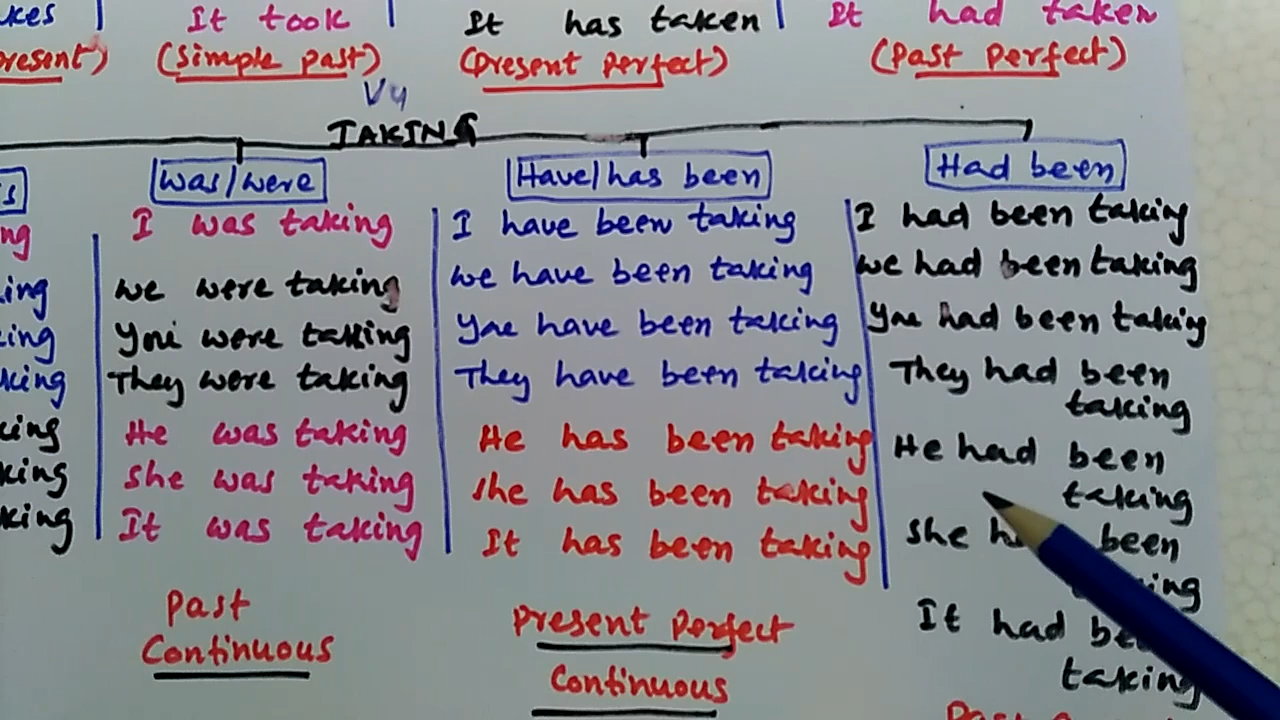 It took | It has taken | It had taken
(Simple past) (Present perfect) (Past perfect)
V4
TAKING
Was/were
I was taking
we were taking
You were taking
They were taking
He was taking
she was taking
It was taking
Past
Continuous
Have/has been
I have been taking
we have been taking
You have been taking
They have been taking
He has been taking
she has been taking
It has been taking
Present perfect
Continuous
Had been
I had been taking
we had been taking
You had been taking
They had been
taking
He had been
taking
she been
It had
taking